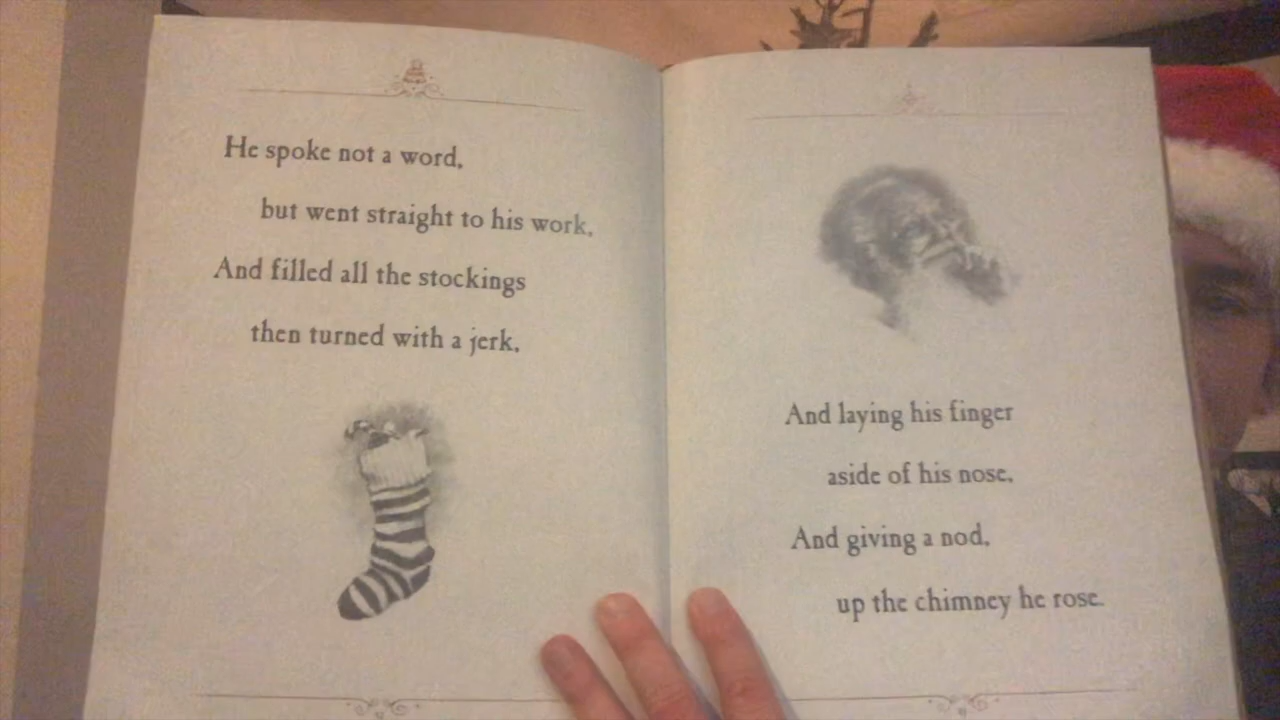 He spoke not a word,
but went straight to his work,
And filled all the stockings
then turned with a jerk,
And laying his finger
aside of his nose,
And giving a nod,
up the chimney he rose.